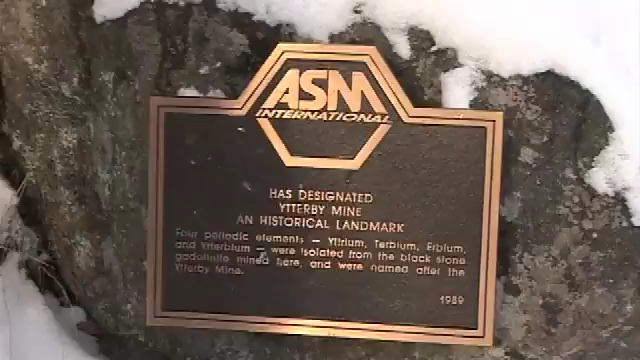 ASM
INTERNATIONAL
HAS DESIGNATED
YTTERBY MINE
AN HISTORICAL LANDMARK
Four periodic elements — Yttrium, Terbium, Erbium,
and Ytterbium — were isolated from the black stone
gadolinite mined here, and were named after the
Ytterby Mine.
1989